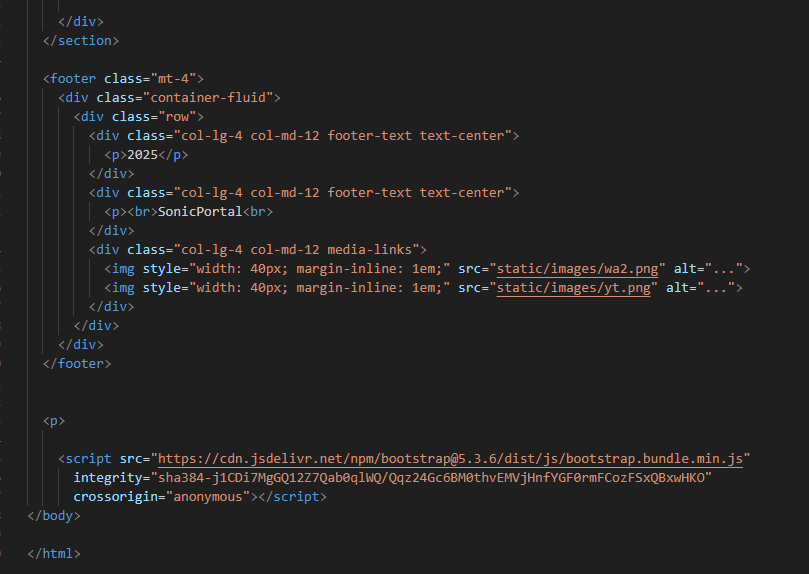 </div>
</section>
<footer class="mt-4">
<div class="container-fluid">
<div class="row">
<div class="col-lg-4 col-md-12 footer-text text-center">
<p>2025</p>
</div>
<div class="col-lg-4 col-md-12 footer-text text-center">
<p><br>SonicPortal<br>
</div>
<div class="col-lg-4 col-md-12 media-links">
<img style="width: 40px; margin-inline: 1em;" src="static/images/wa2.png" alt="...">
<img style="width: 40px; margin-inline: 1em;" src="static/images/yt.png" alt="...">
</div>
</div>
</div>
</footer>
<p>
<script src="https://cdn.jsdelivr.net/npm/bootstrap@5.3.6/dist/js/bootstrap.bundle.min.js"
integrity="sha384-j1CDi7MgGQ12Z7Qab0qlWQ/Qqz24Gc6BM0thvEMVjHnfYGF0rmFCozFSxQBxwHKO"
crossorigin="anonymous"></script>
</body>
</html>